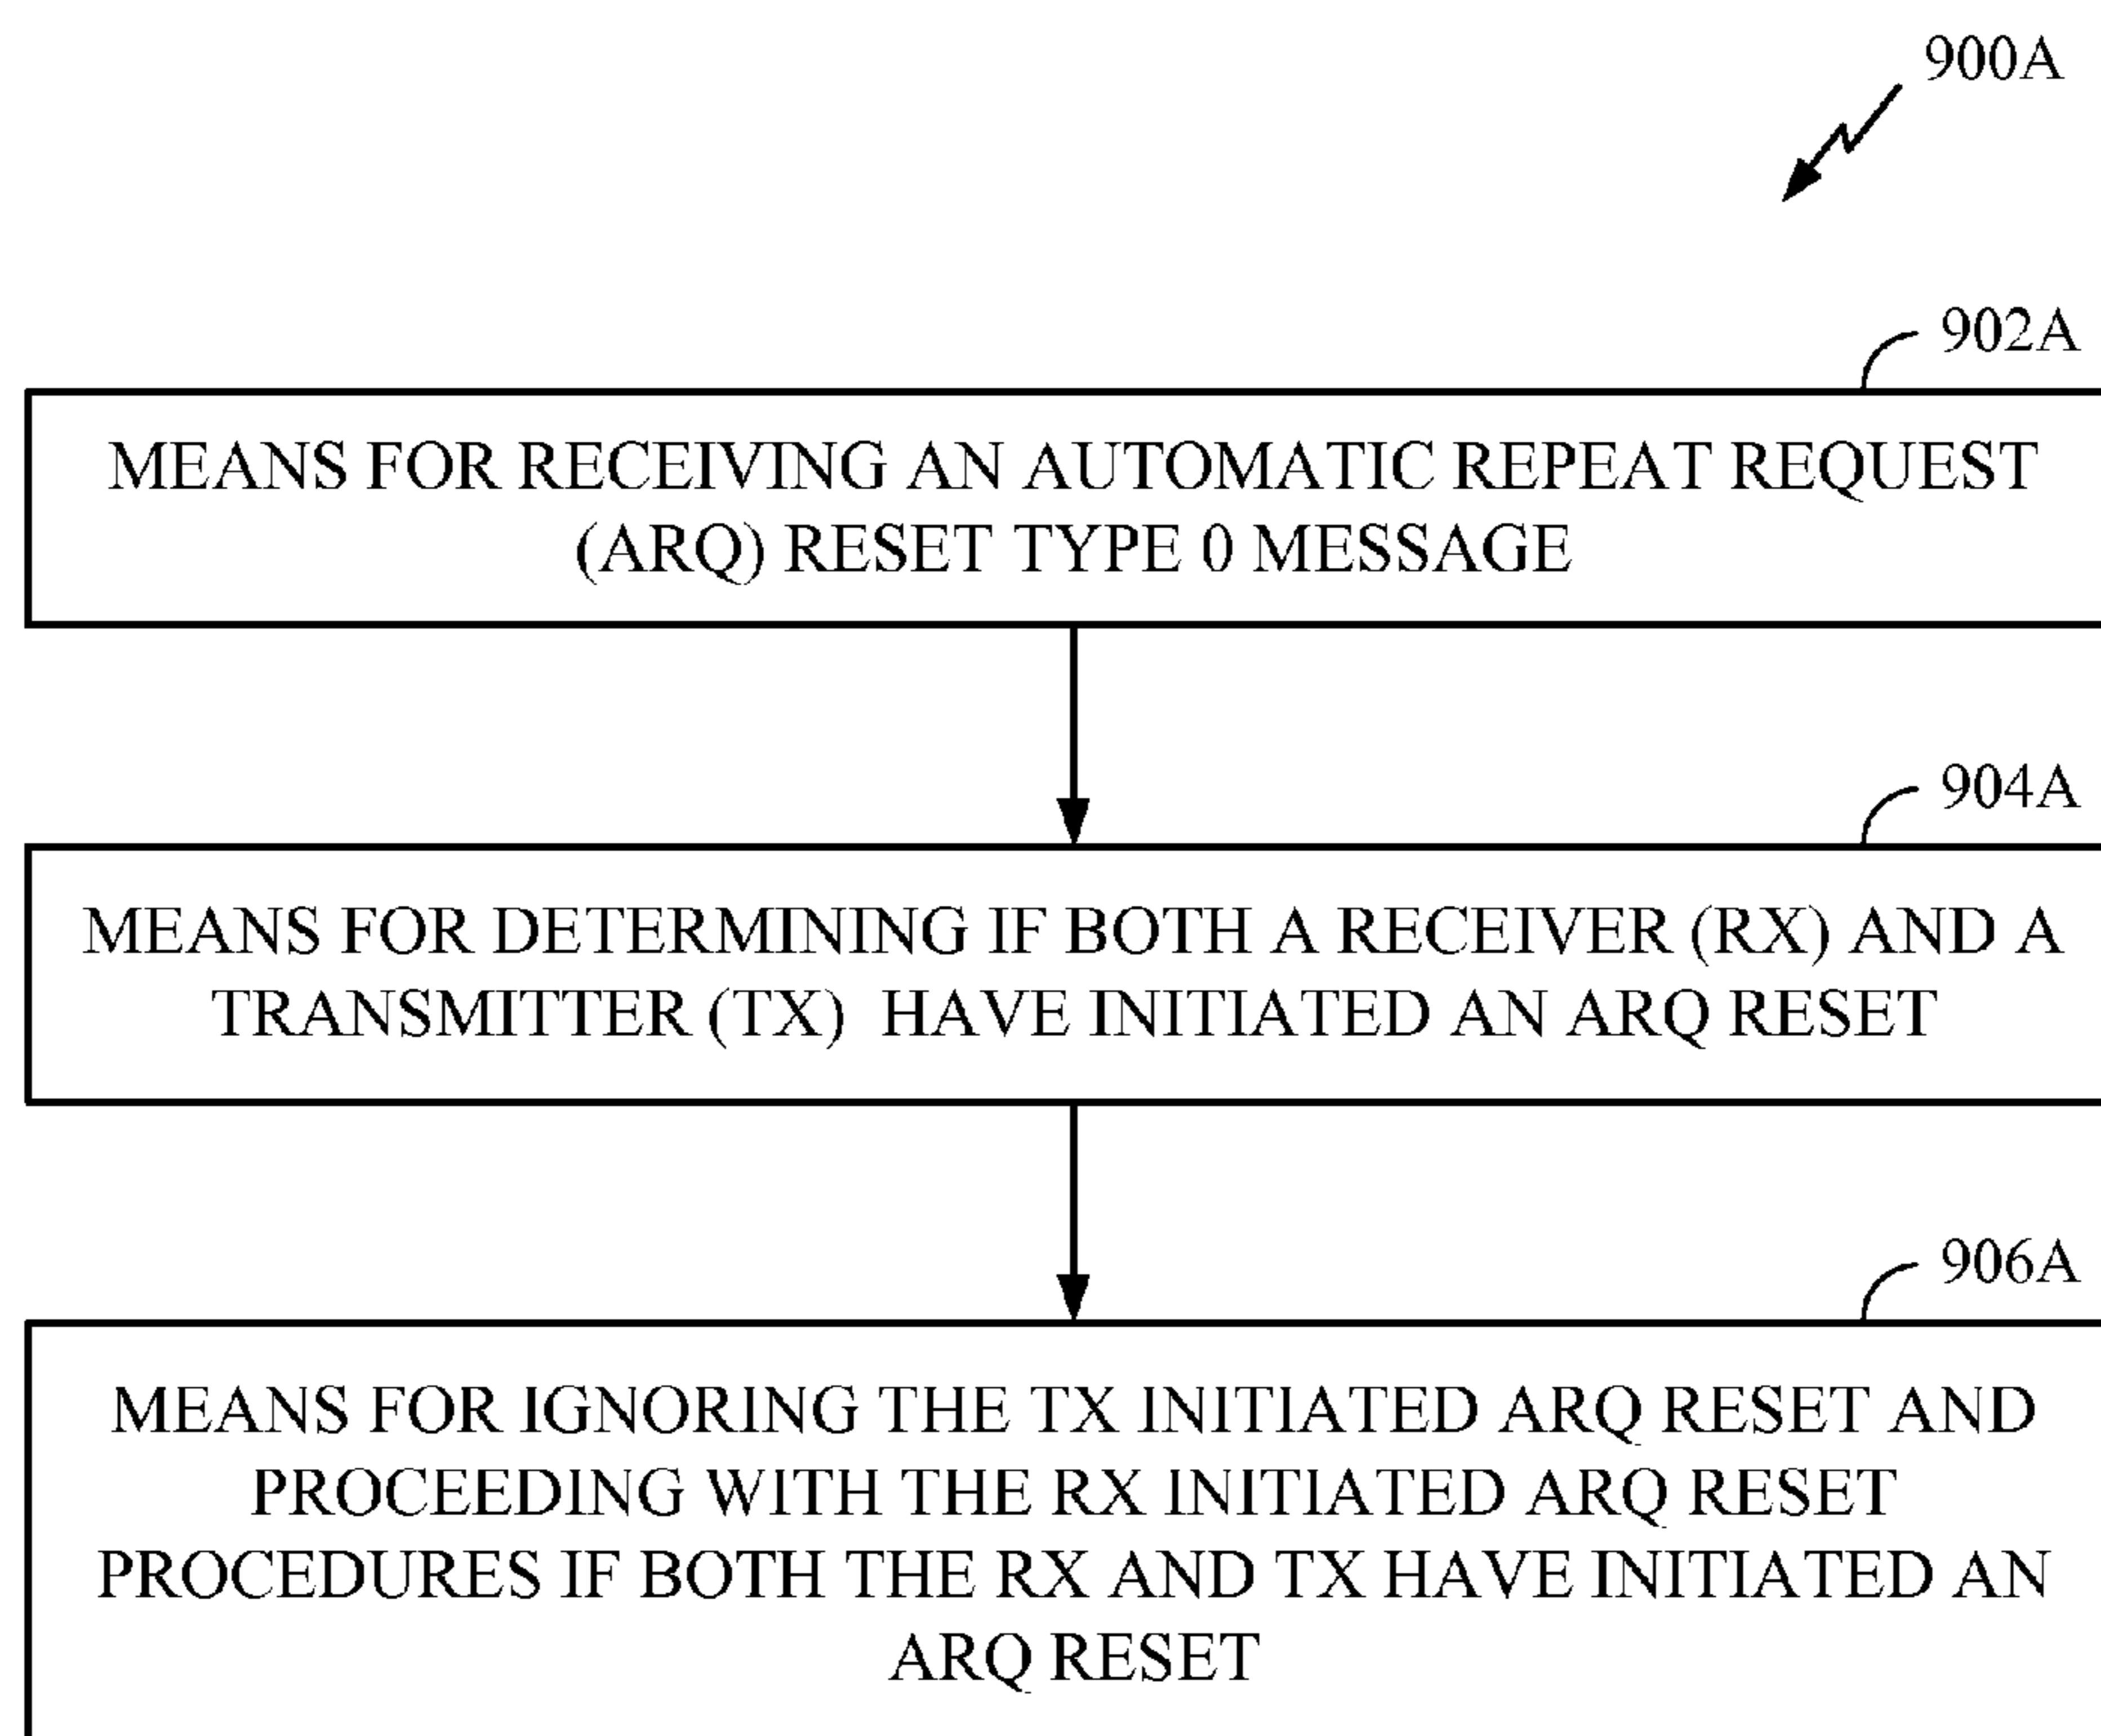 900A
902A
MEANS FOR RECEIVING AN AUTOMATIC REPEAT REQUEST
(ARQ) RESET TYPE 0 MESSAGE
904A
MEANS FOR DETERMINING IF BOTH A RECEIVER (RX) AND A
TRANSMITTER (TX) HAVE INITIATED AN ARQ RESET
906A
MEANS FOR IGNORING THE TX INITIATED ARQ RESET AND
PROCEEDING WITH THE RX INITIATED ARQ RESET
PROCEDURES IF BOTH THE RX AND TX HAVE INITIATED AN
ARQ RESET